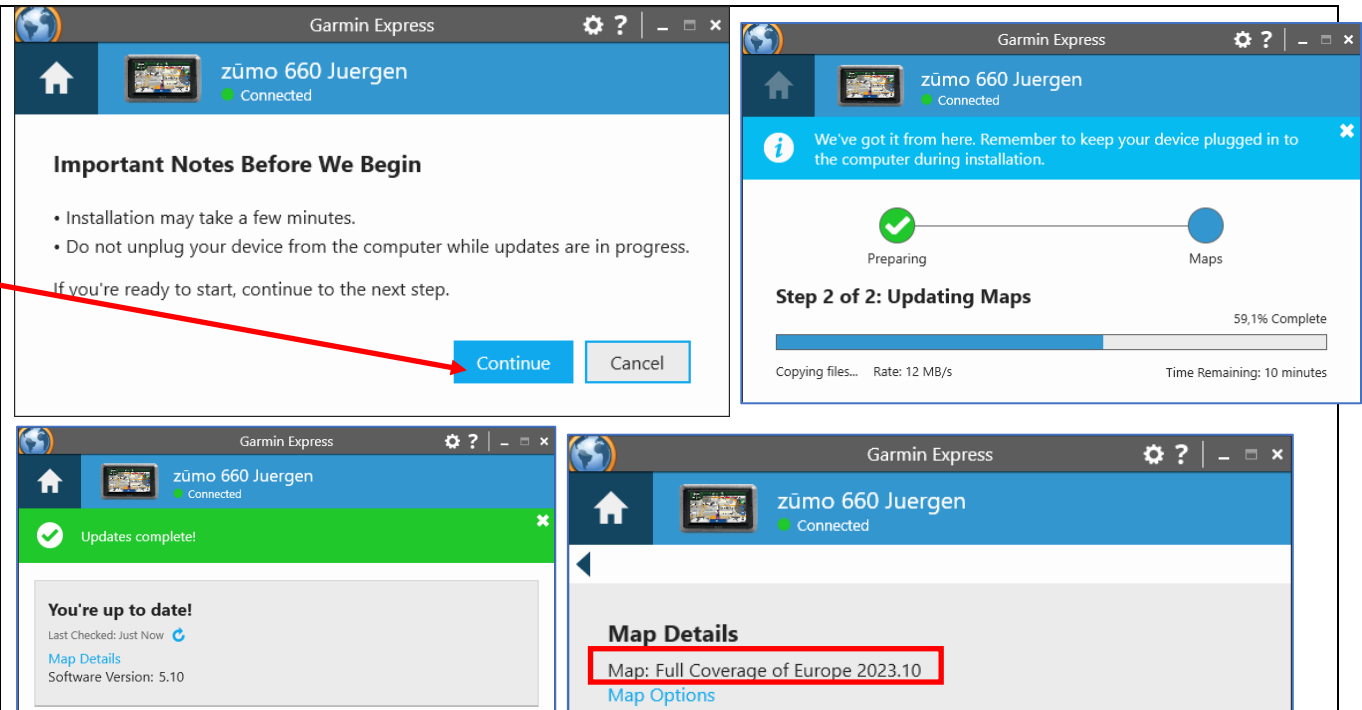 Garmin Express
?
zūmo 660 Juergen
Connected
Important Notes Before We Begin
• Installation may take a few minutes.
• Do not unplug your device from the computer while updates are in progress.
If you're ready to start, continue to the next step.
Continue
Cancel
Garmin Express
?
zūmo 660 Juergen
Connected
We've got it from here. Remember to keep your device plugged in to
the computer during installation.
Preparing
Maps
Step 2 of 2: Updating Maps
59,1% Complete
Copying files... Rate: 12 MB/s
Time Remaining: 10 minutes
Garmin Express
?
zūmo 660 Juergen
Connected
Updates complete!
You're up to date!
Last Checked: Just Now
Map Details
Software Version: 5.10
Garmin Express
?
zūmo 660 Juergen
Connected
Map Details
Map: Full Coverage of Europe 2023.10
Map Options